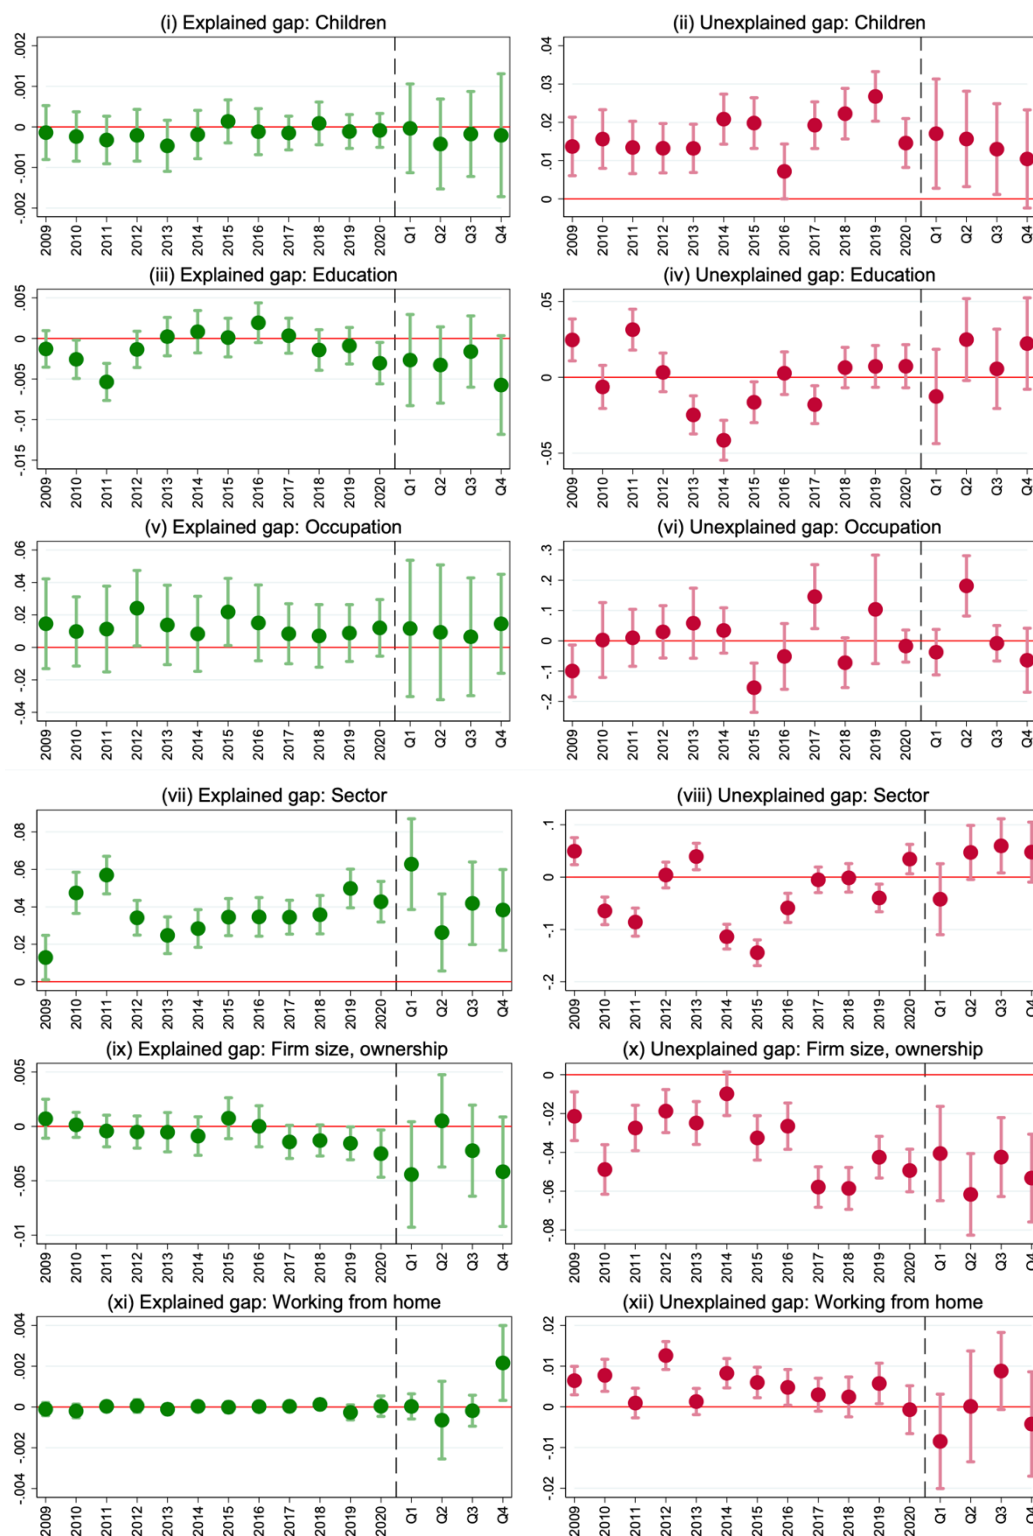 (i) Explained gap: Children
.002
.001
0
-.001
-.002
2009 2010 2011 2012 2013 2014 2015 2016 2017 2018 2019 2020 Q1 Q2 Q3 Q4
(ii) Unexplained gap: Children
.04
.03
.02
.01
0
2009 2010 2011 2012 2013 2014 2015 2016 2017 2018 2019 2020 Q1 Q2 Q3 Q4
(iii) Explained gap: Education
.005
0
-.005
-.01
-.015
2009 2010 2011 2012 2013 2014 2015 2016 2017 2018 2019 2020 Q1 Q2 Q3 Q4
(iv) Unexplained gap: Education
.05
0
-.05
2009 2010 2011 2012 2013 2014 2015 2016 2017 2018 2019 2020 Q1 Q2 Q3 Q4
(v) Explained gap: Occupation
.06
.04
.02
0
-.02
-.04
2009 2010 2011 2012 2013 2014 2015 2016 2017 2018 2019 2020 Q1 Q2 Q3 Q4
(vi) Unexplained gap: Occupation
.3
.2
.1
0
-.1
-.2
2009 2010 2011 2012 2013 2014 2015 2016 2017 2018 2019 2020 Q1 Q2 Q3 Q4
(vii) Explained gap: Sector
.08
.06
.04
.02
0
2009 2010 2011 2012 2013 2014 2015 2016 2017 2018 2019 2020 Q1 Q2 Q3 Q4
(viii) Unexplained gap: Sector
.1
0
-.1
-.2
2009 2010 2011 2012 2013 2014 2015 2016 2017 2018 2019 2020 Q1 Q2 Q3 Q4
(ix) Explained gap: Firm size, ownership
.005
0
-.005
-.01
2009 2010 2011 2012 2013 2014 2015 2016 2017 2018 2019 2020 Q1 Q2 Q3 Q4
(x) Unexplained gap: Firm size, ownership
0
-.02
-.04
-.06
-.08
2009 2010 2011 2012 2013 2014 2015 2016 2017 2018 2019 2020 Q1 Q2 Q3 Q4
(xi) Explained gap: Working from home
.004
.002
0
-.002
-.004
2009 2010 2011 2012 2013 2014 2015 2016 2017 2018 2019 2020 Q1 Q2 Q3 Q4
(xii) Unexplained gap: Working from home
.02
.01
0
-.01
-.02
2009 2010 2011 2012 2013 2014 2015 2016 2017 2018 2019 2020 Q1 Q2 Q3 Q4